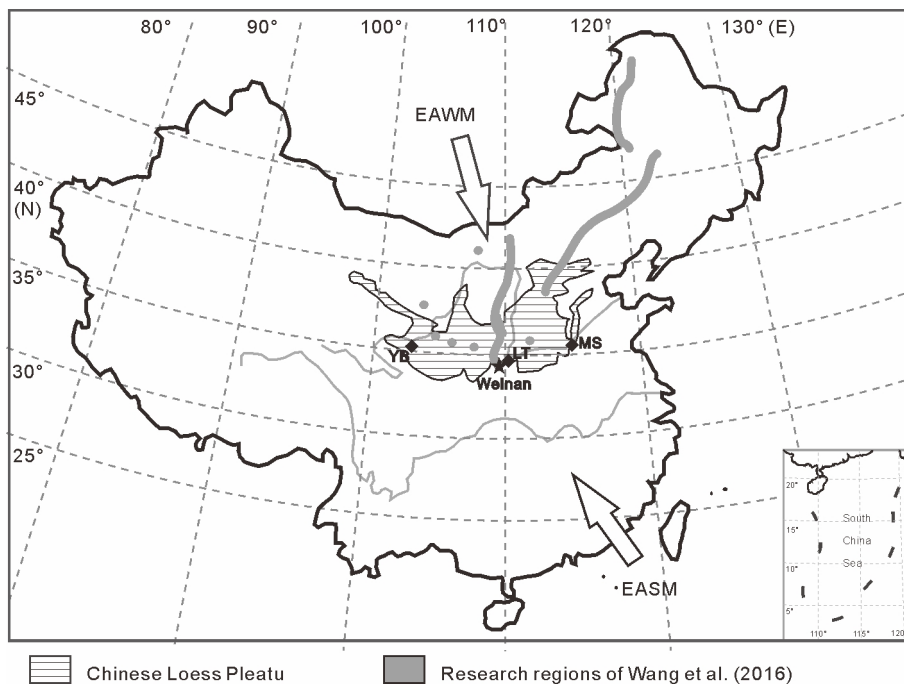 80° 90° 100° 110° 120° 130° (E)
45°
40°
(N)
35°
30°
25°
EAWM
YB
LT
MS
Weinan
EASM
20°
15°
10°
5°
South
China
Sea
110° 115° 120°
Chinese Loess Pleatu
Research regions of Wang et al. (2016)